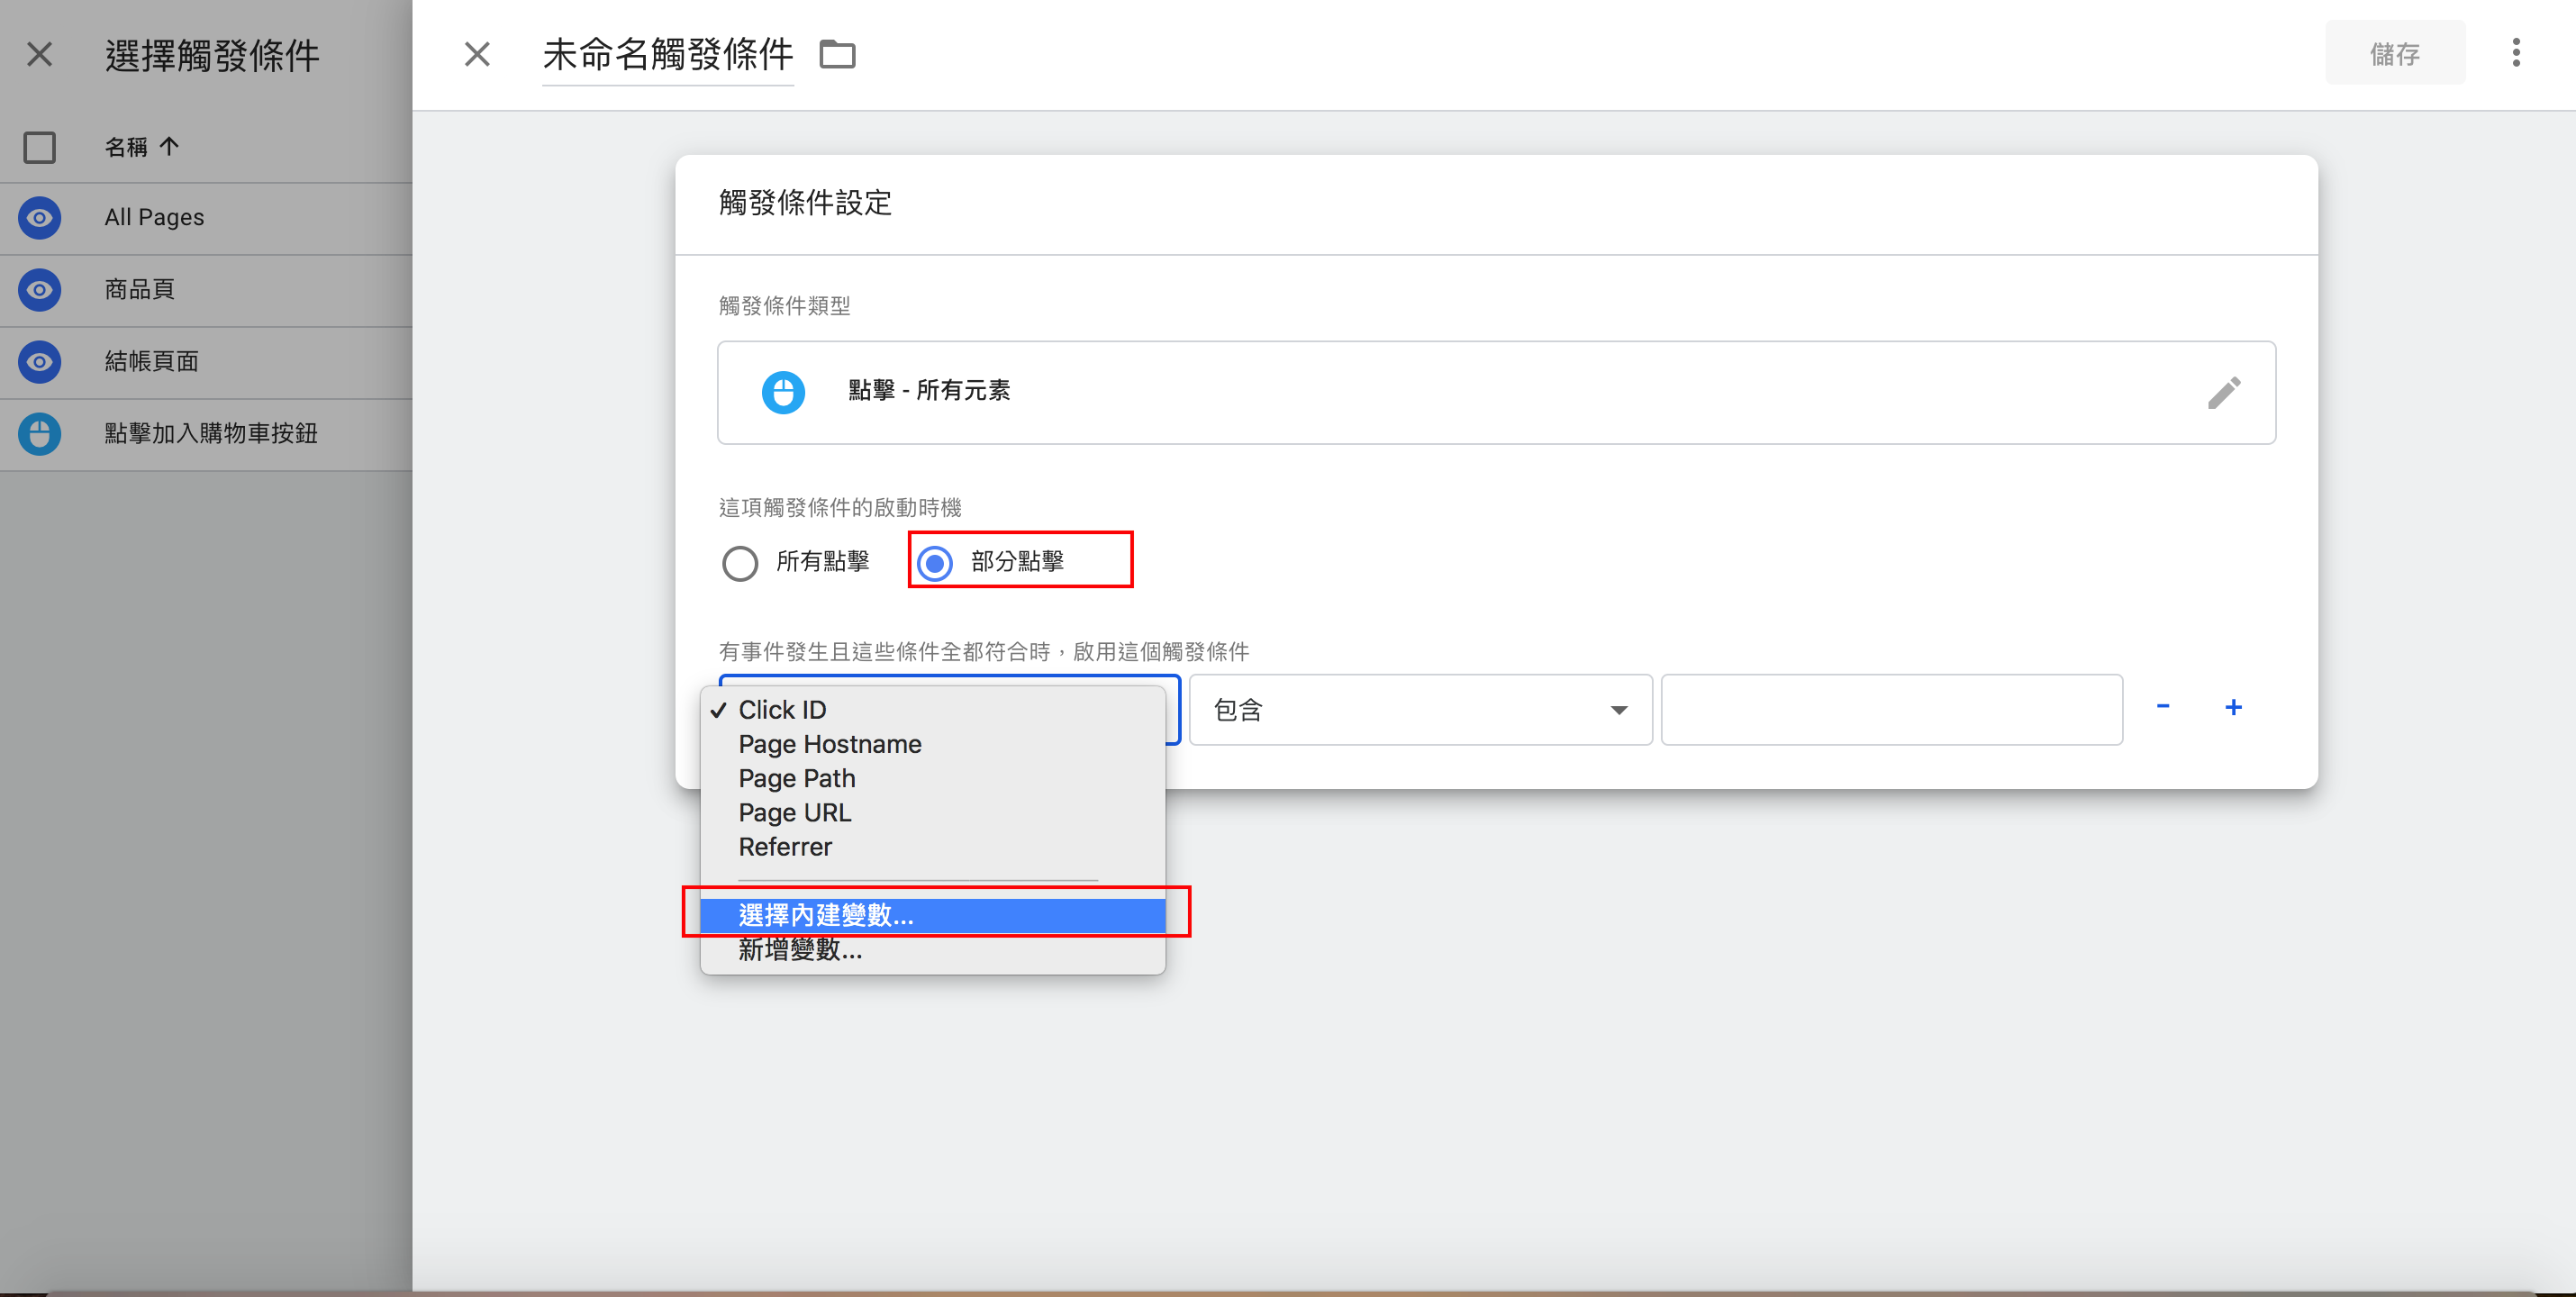 選擇觸發條件
名稱
All Pages
商品頁
結帳頁面
點擊加入購物車按鈕
未命名觸發條件
儲存
觸發條件設定
觸發條件類型
點擊 - 所有元素
這項觸發條件的啟動時機
所有點擊
部分點擊
有事件發生且這些條件全都符合時，啟用這個觸發條件
Click ID
Page Hostname
Page Path
Page URL
Referrer
選擇內建變數...
新增變數...
包含